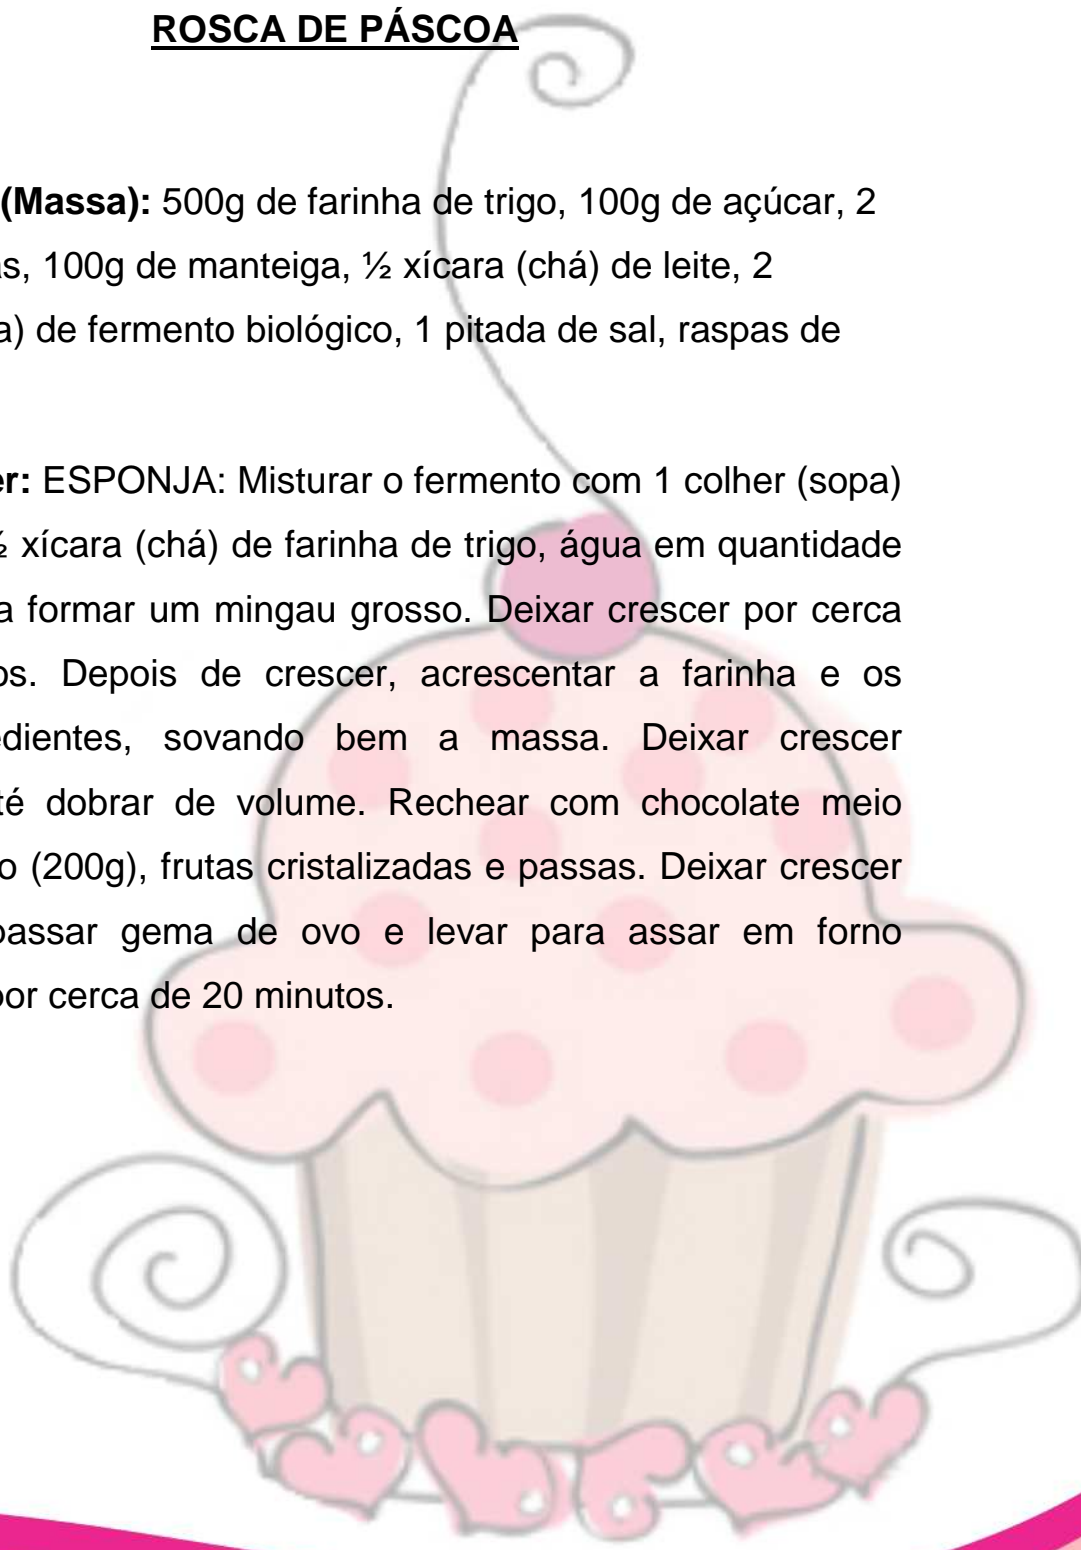 ROSCA DE PÁSCOA
(Massa): 500g de farinha de trigo, 100g de açúcar, 2
as, 100g de manteiga, ½ xícara (chá) de leite, 2
a) de fermento biológico, 1 pitada de sal, raspas de
er: ESPONJA: Misturar o fermento com 1 colher (sopa)
½ xícara (chá) de farinha de trigo, água em quantidade
a formar um mingau grosso. Deixar crescer por cerca
os. Depois de crescer, acrescentar a farinha e os
edientes, sovando bem a massa. Deixar crescer
té dobrar de volume. Rechear com chocolate meio
o (200g), frutas cristalizadas e passas. Deixar crescer
passar gema de ovo e levar para assar em forno
por cerca de 20 minutos.